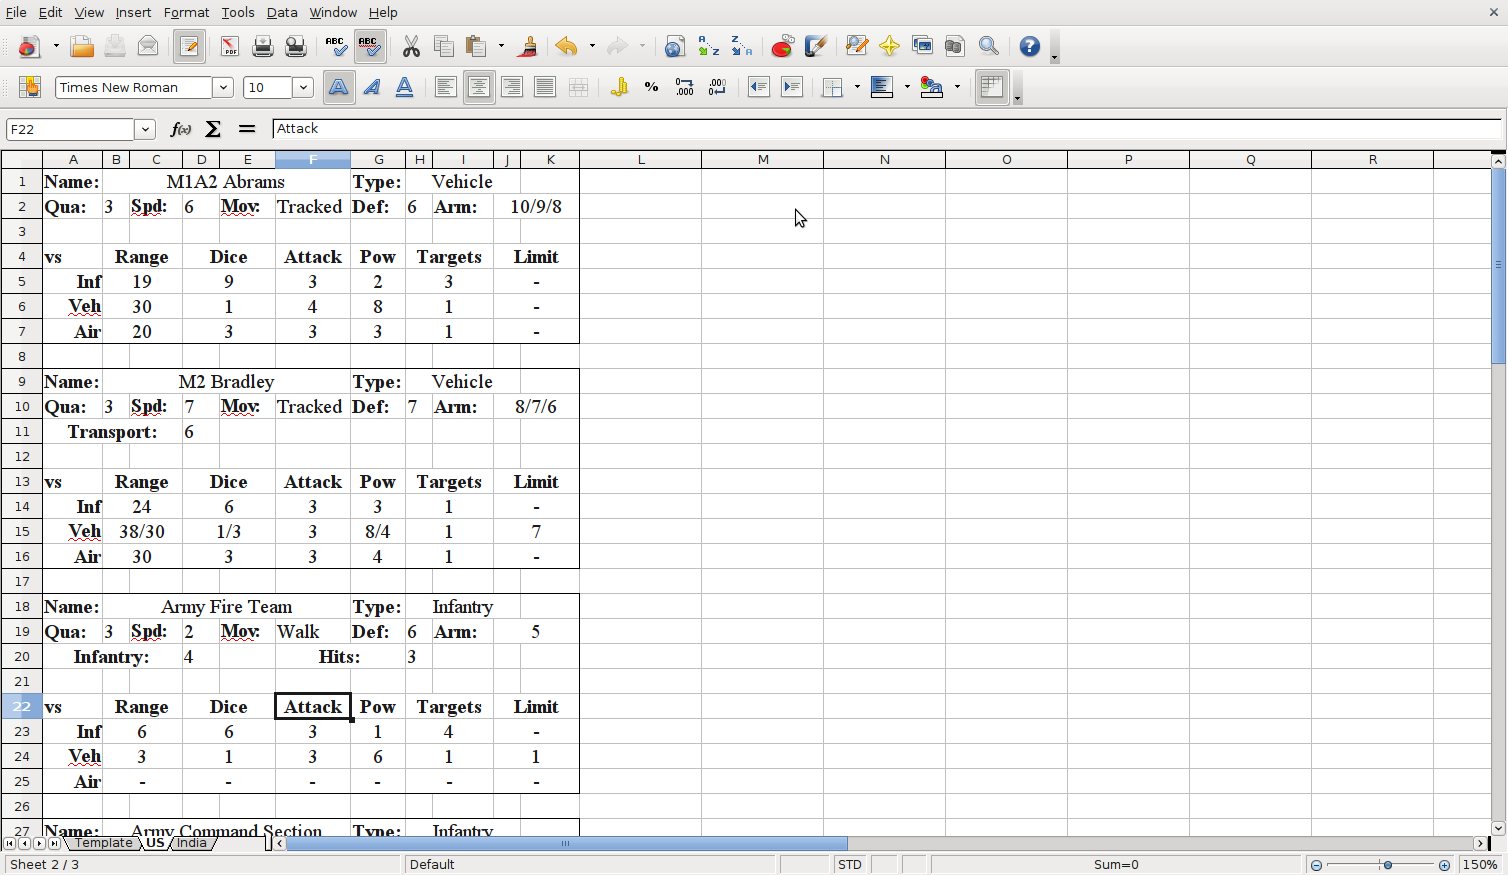 File Edit View Insert Format Tools Data Window Help
Times New Roman 10
F22 f(x) Σ = Attack
A B C D E F G H I J K L M N O P Q R
1 Name: M1A2 Abrams Type: Vehicle
2 Qua: 3 Spd: 6 Mov: Tracked Def: 6 Arm: 10/9/8
3
4 vs Range Dice Attack Pow Targets Limit
5 Inf 19 9 3 2 3 -
6 Veh 30 1 4 8 1 -
7 Air 20 3 3 3 1 -
8
9 Name: M2 Bradley Type: Vehicle
10 Qua: 3 Spd: 7 Mov: Tracked Def: 7 Arm: 8/7/6
11 Transport: 6
12
13 vs Range Dice Attack Pow Targets Limit
14 Inf 24 6 3 3 1 -
15 Veh 38/30 1/3 3 8/4 1 7
16 Air 30 3 3 4 1 -
17
18 Name: Army Fire Team Type: Infantry
19 Qua: 3 Spd: 2 Mov: Walk Def: 6 Arm: 5
20 Infantry: 4 Hits: 3
21
22 vs Range Dice Attack Pow Targets Limit
23 Inf 6 6 3 1 4 -
24 Veh 3 1 3 6 1 1
25 Air - - - - - -
26
27 Name: Army Command Section Type: Infantry
Template US India
Sheet 2 / 3 Default STD Sum=0 150%